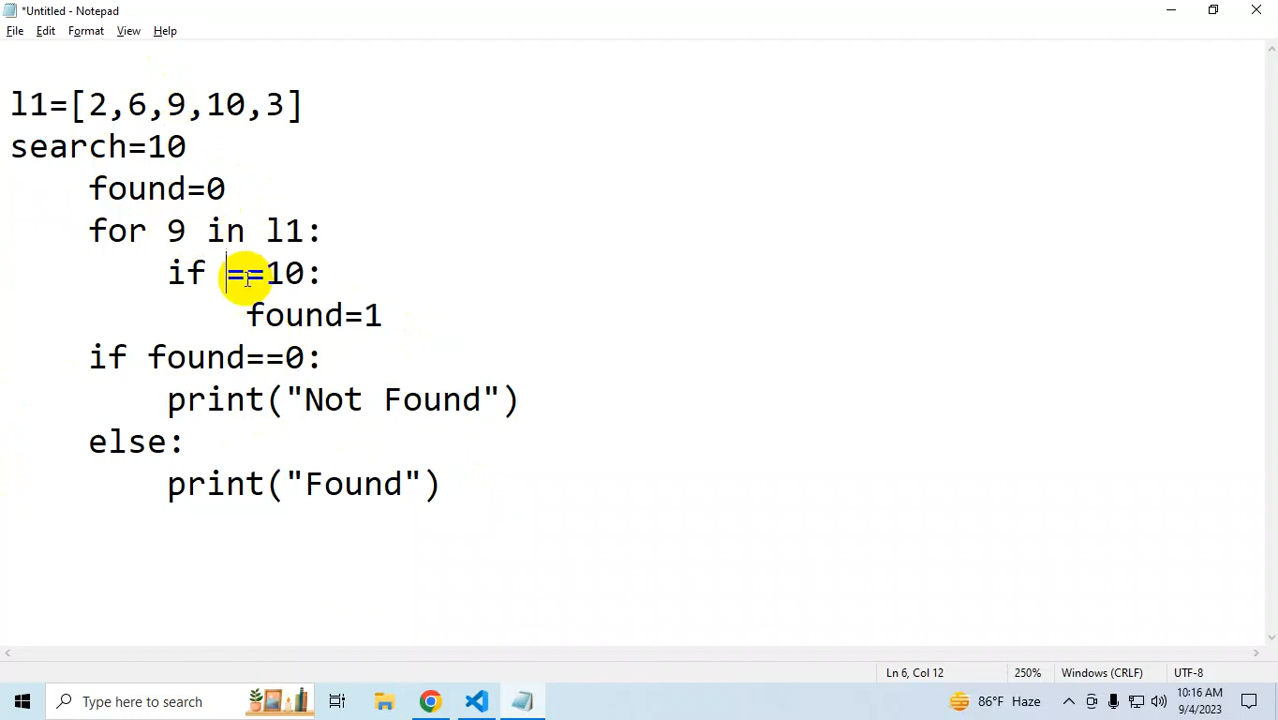 *Untitled - Notepad
File Edit Format View Help
l1=[2,6,9,10,3]
search=10
found=0
for 9 in l1:
if ==10:
found=1
if found==0:
print("Not Found")
else:
print("Found")
Ln 6, Col 12 250% Windows (CRLF) UTF-8
Type here to search 86°F Haze 10:16 AM
9/4/2023